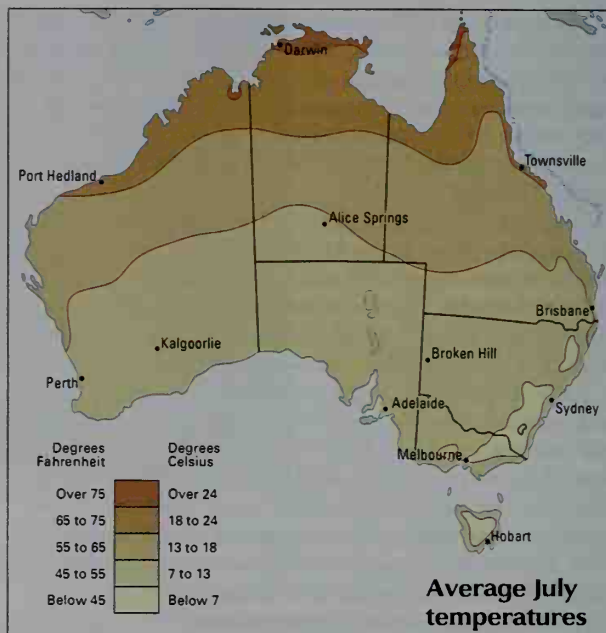 Darwin
Townsville
Port Hedland
Alice Springs
Brisbane
Kalgoorlie
Broken Hill
Perth
Adelaide
Sydney
Melbourne
Hobart
Degrees Fahrenheit
Degrees Celsius
Over 75 Over 24
65 to 75 18 to 24
55 to 65 13 to 18
45 to 55 7 to 13
Below 45 Below 7
Average July
temperatures